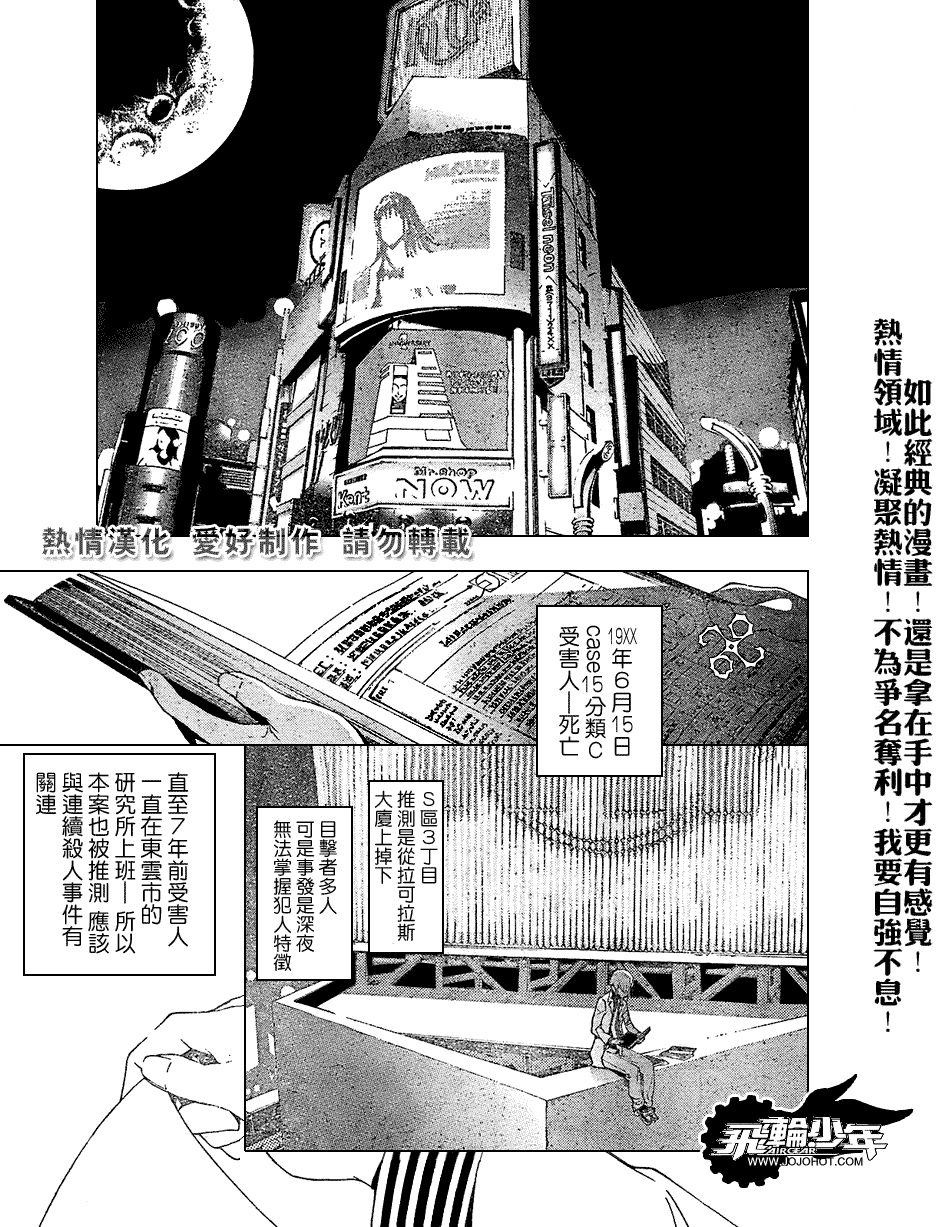 Ideal neon
ANNIVERSARY
Mr.shop
NOW
Kent
熱情漢化 愛好制作 請勿轉載
如此經典的漫畫！還是拿在手中才更有感覺！
熱情領域！凝聚熱情！不為爭名奪利！我要自強不息！
19XX年6月15日
case15分類C
受害人—死亡
S區3丁目
推測是從拉可拉斯
大廈上掉下
目擊者多人
可是事發是深夜
無法掌握犯人特徵
直至7年前受害人
一直在東雲市的
研究所上班— 所以
本案也被推測 應該
與連續殺人事件有
關連
飛輪少年
AIRGEAR
WWW.JOJOHOT.COM